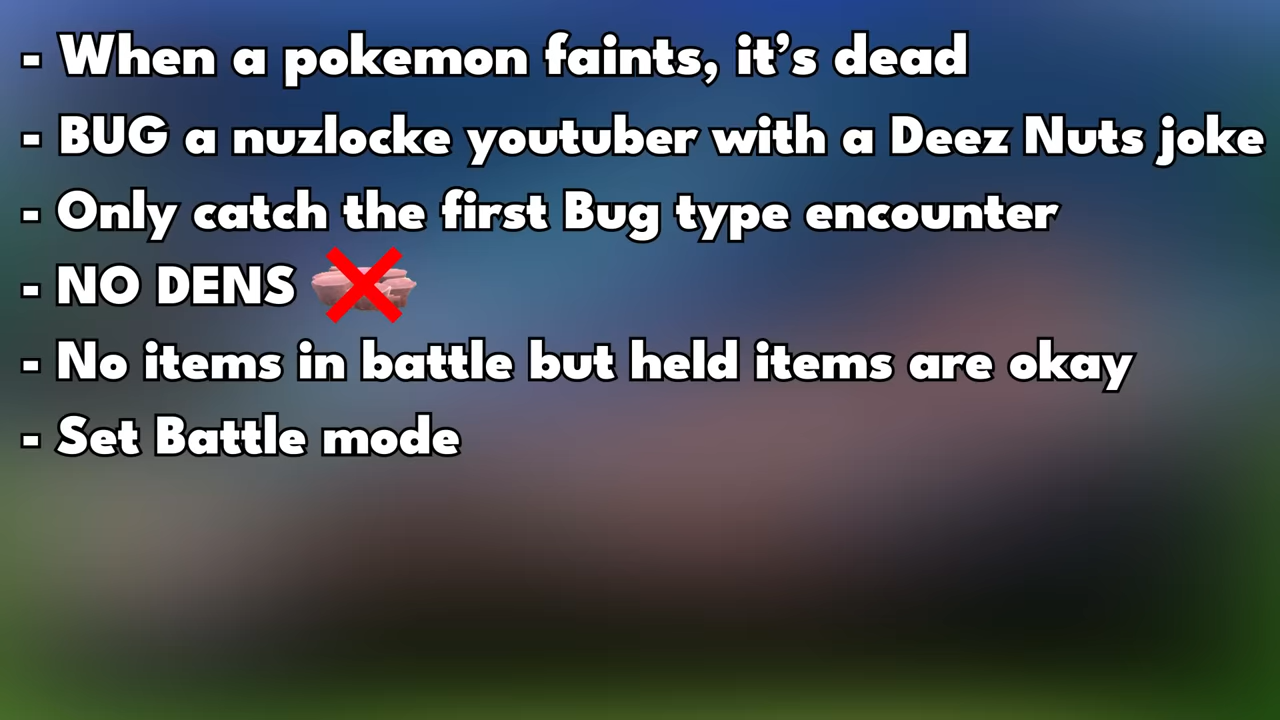 - When a pokemon faints, it’s dead
- BUG a nuzlocke youtuber with a Deez Nuts joke
- Only catch the first Bug type encounter
- NO DENS
- No items in battle but held items are okay
- Set Battle mode